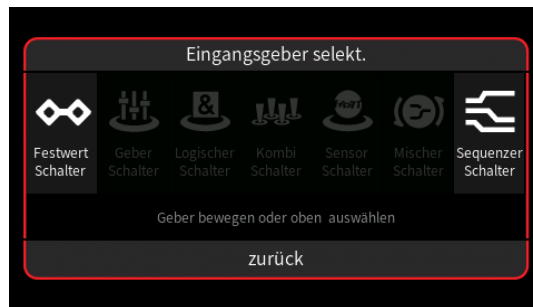 Eingangsgeber selekt.
&
HoTT
Festwert Geber Logischer Kombi Sensor Mischer Sequenzer
Schalter Schalter Schalter Schalter Schalter Schalter Schalter
Geber bewegen oder oben auswählen
zurück